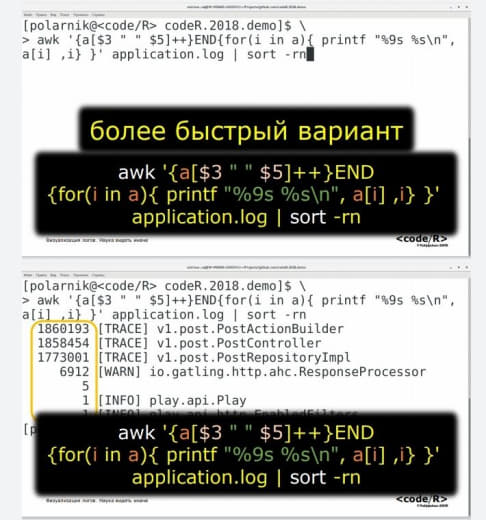 [polarnik@<code/R> codeR.2018.demo]$ \
> awk '{a[$3 " " $5]++}END{for(i in a){ printf "%9s %s\n",
a[i] ,i} }' application.log | sort -rn
более быстрый вариант
awk '{a[$3 " " $5]++}END
{for(i in a){ printf "%9s %s\n", a[i] ,i} }'
application.log | sort -rn
Визуализация логов. Наука видеть иначе
<code/R>
[polarnik@<code/R> codeR.2018.demo]$ \
> awk '{a[$3 " " $5]++}END{for(i in a){ printf "%9s %s\n",
a[i] ,i} }' application.log | sort -rn
1860193 [TRACE] v1.post.PostActionBuilder
1858454 [TRACE] v1.post.PostController
1773001 [TRACE] v1.post.PostRepositoryImpl
6912 [WARN] io.gatling.http.ahc.ResponseProcessor
5
1 [INFO] play.api.Play
1 [INFO] play.api.http.EnabledFilters
[p
awk '{a[$3 " " $5]++}END
{for(i in a){ printf "%9s %s\n", a[i] ,i} }'
application.log | sort -rn
Визуализация логов. Наука видеть иначе
<code/R>